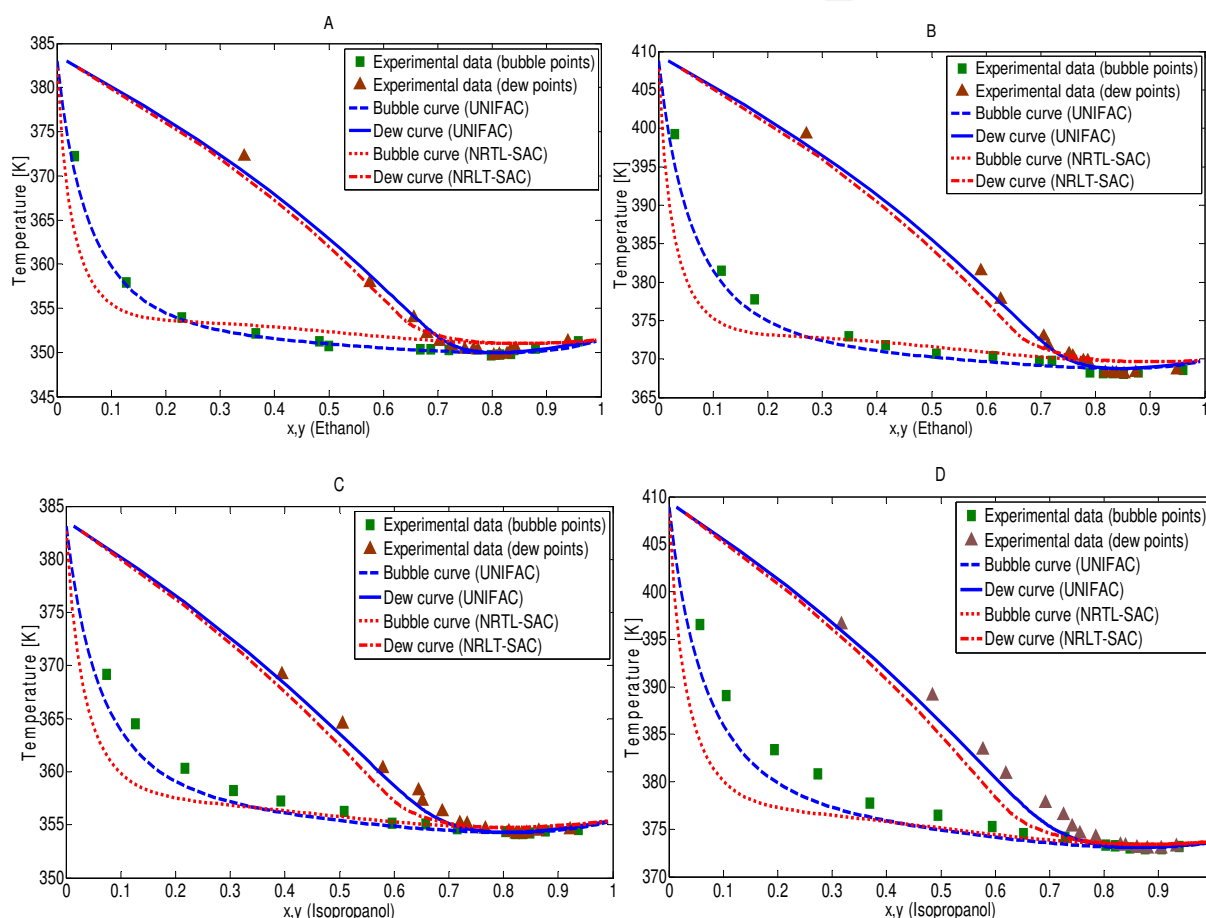 A
Temperature [K]
385
380
375
370
365
360
355
350
345
0 0.1 0.2 0.3 0.4 0.5 0.6 0.7 0.8 0.9 1
x,y (Ethanol)
Experimental data (bubble points)
Experimental data (dew points)
Bubble curve (UNIFAC)
Dew curve (UNIFAC)
Bubble curve (NRTL-SAC)
Dew curve (NRLT-SAC)
B
Temperature [K]
410
405
400
395
390
385
380
375
370
365
0 0.1 0.2 0.3 0.4 0.5 0.6 0.7 0.8 0.9 1
x,y (Ethanol)
Experimental data (bubble points)
Experimental data (dew points)
Bubble curve (UNIFAC)
Dew curve (UNIFAC)
Bubble curve (NRTL-SAC)
Dew curve (NRLT-SAC)
C
Temperature [K]
385
380
375
370
365
360
355
350
0 0.1 0.2 0.3 0.4 0.5 0.6 0.7 0.8 0.9 1
x,y (Isopropanol)
Experimental data (bubble points)
Experimental data (dew points)
Bubble curve (UNIFAC)
Dew curve (UNIFAC)
Bubble curve (NRTL-SAC)
Dew curve (NRLT-SAC)
D
Temperature [K]
410
405
400
395
390
385
380
375
370
0 0.1 0.2 0.3 0.4 0.5 0.6 0.7 0.8 0.9
x,y (Isopropanol)
Experimental data (bubble points)
Experimental data (dew points)
Bubble curve (UNIFAC)
Dew curve (UNIFAC)
Bubble curve (NRTL-SAC)
Dew curve (NRLT-SAC)